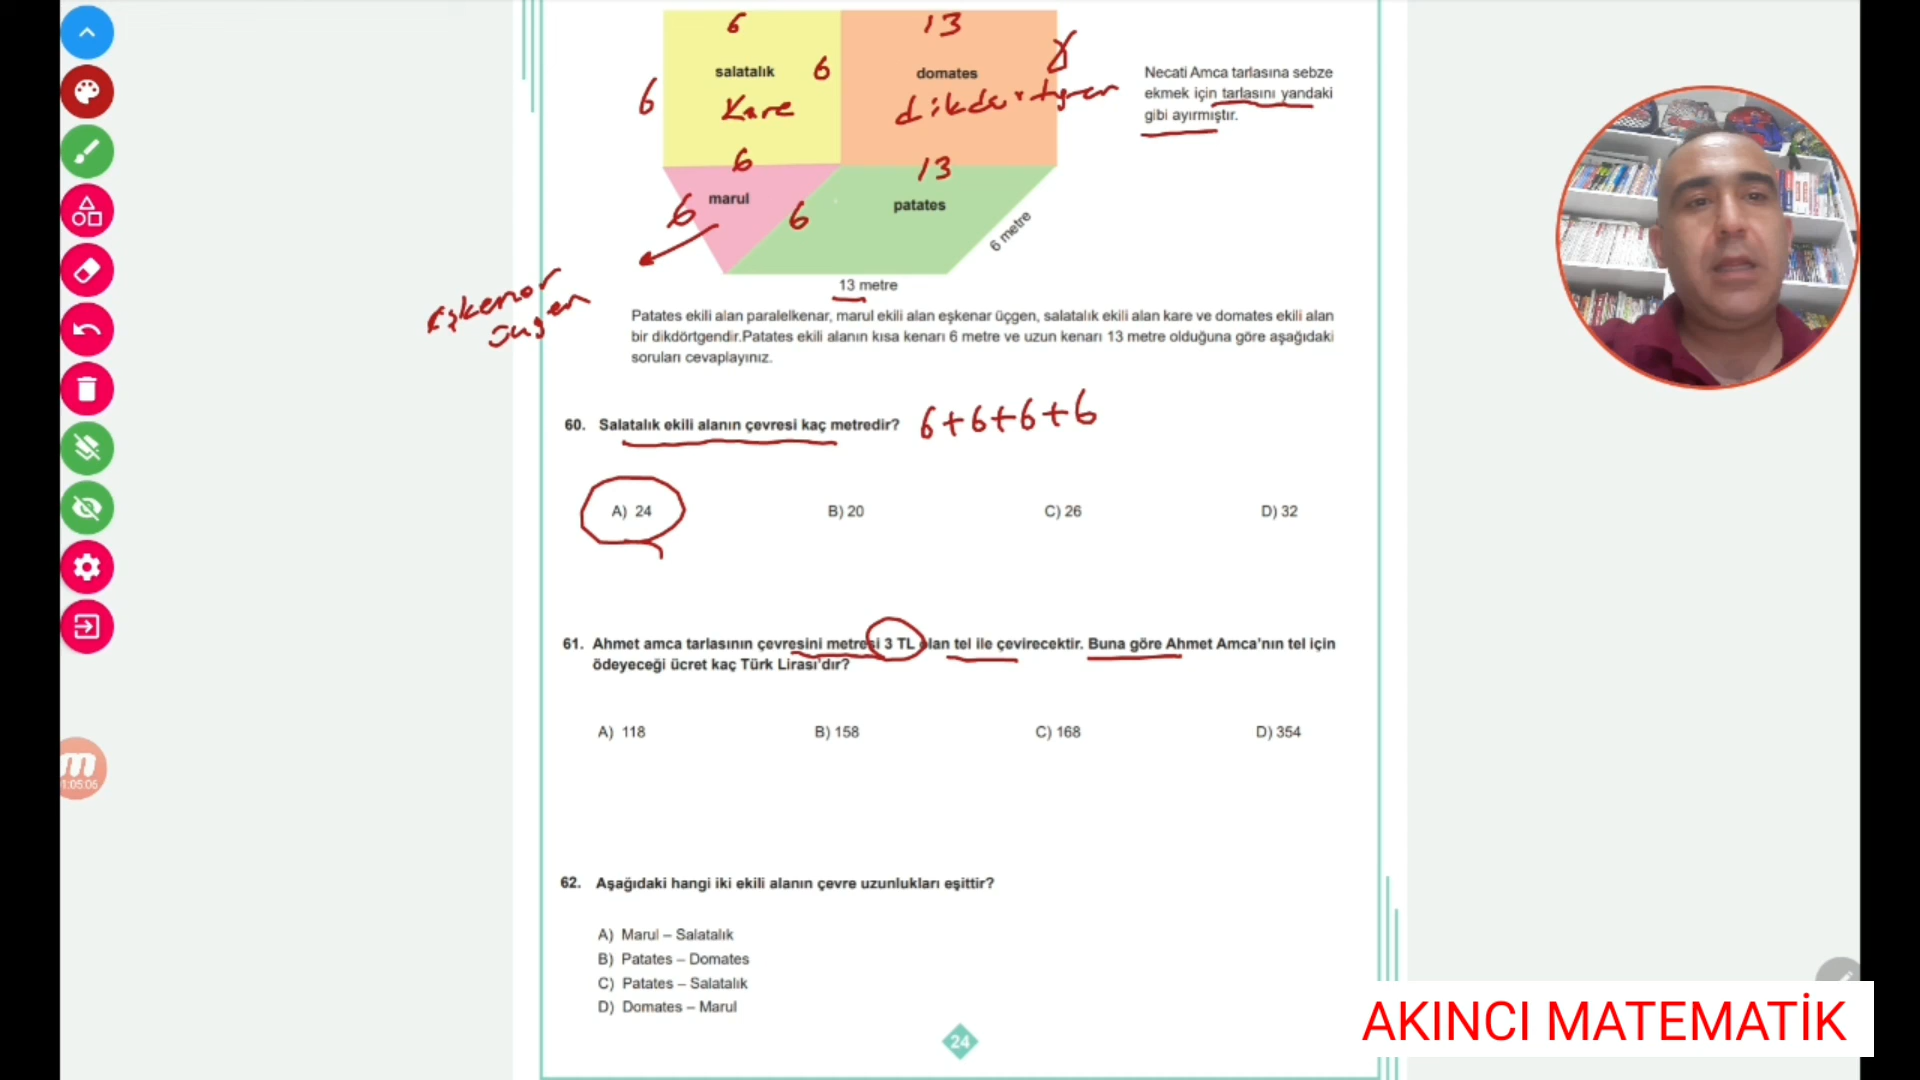 6
13
salatalık
6
domates
6
Kare
dikdörtgen
Necati Amca tarlasına sebze
ekmek için tarlasını yandaki
gibi ayırmıştır.
6
13
marul
6
6
patates
6 metre
13 metre
Eşkenar
üçgen
Patates ekili alan paralelkenar, marul ekili alan eşkenar üçgen, salatalık ekili alan kare ve domates ekili alan
bir dikdörtgendir.Patates ekili alanın kısa kenarı 6 metre ve uzun kenarı 13 metre olduğuna göre aşağıdaki
soruları cevaplayınız.
60. Salatalık ekili alanın çevresi kaç metredir? 6+6+6+6
A) 24 B) 20 C) 26 D) 32
61. Ahmet amca tarlasının çevresini metresi 3 TL olan tel ile çevirecektir. Buna göre Ahmet Amca'nın tel için
ödeyeceği ücret kaç Türk Lirası'dır?
A) 118 B) 158 C) 168 D) 354
1:05:06
62. Aşağıdaki hangi iki ekili alanın çevre uzunlukları eşittir?
A) Marul – Salatalık
B) Patates – Domates
C) Patates – Salatalık
D) Domates – Marul
24
AKINCI MATEMATİK